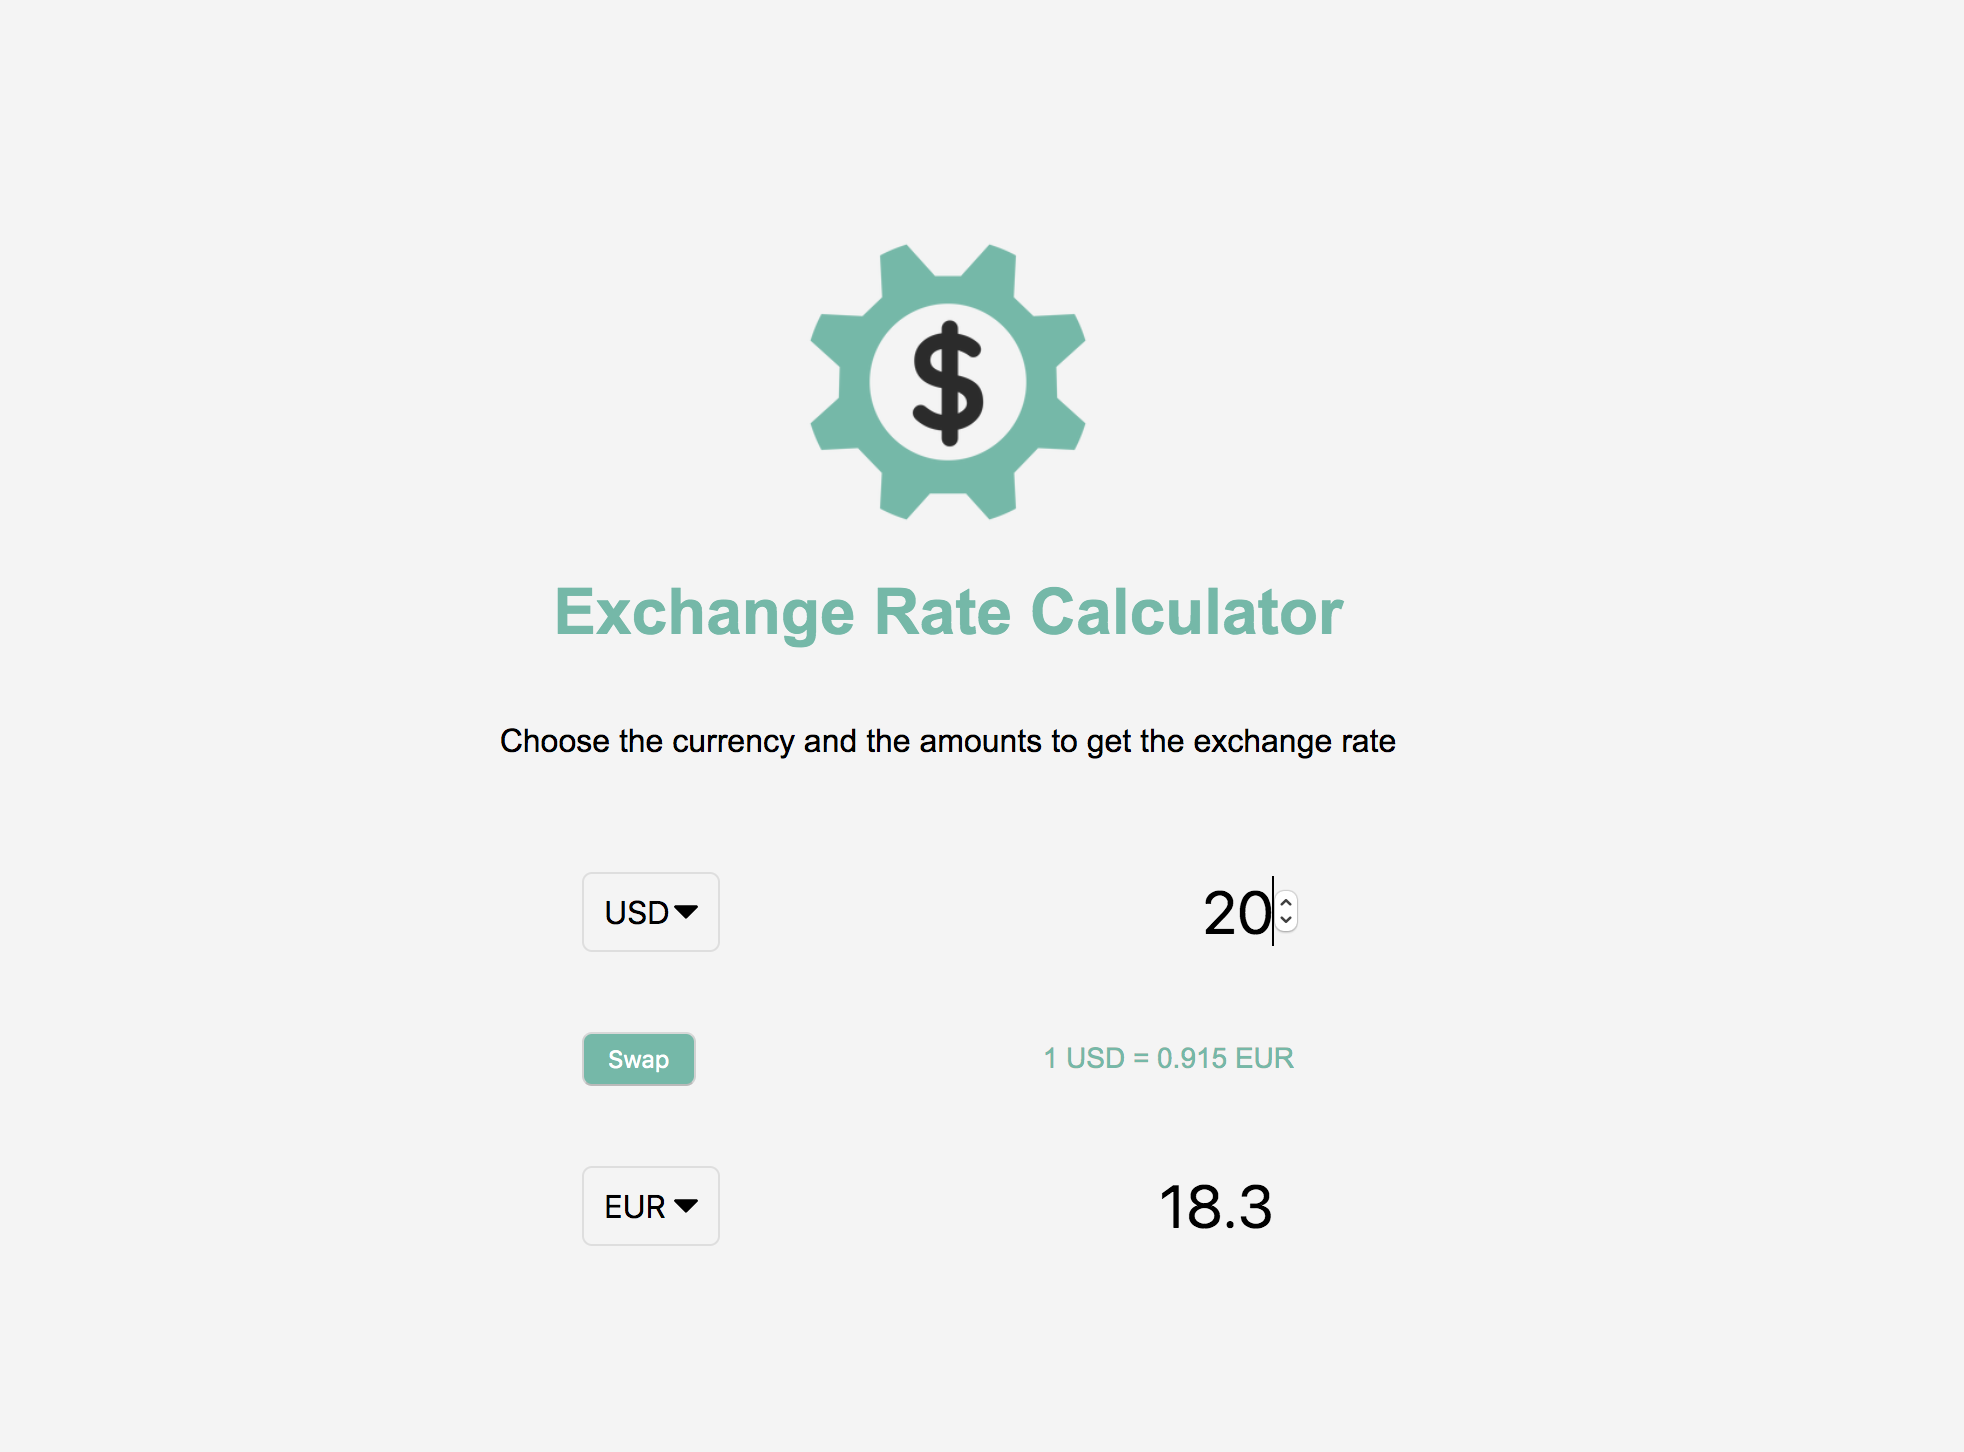 $
Exchange Rate Calculator
Choose the currency and the amounts to get the exchange rate
USD 20
Swap 1 USD = 0.915 EUR
EUR 18.3